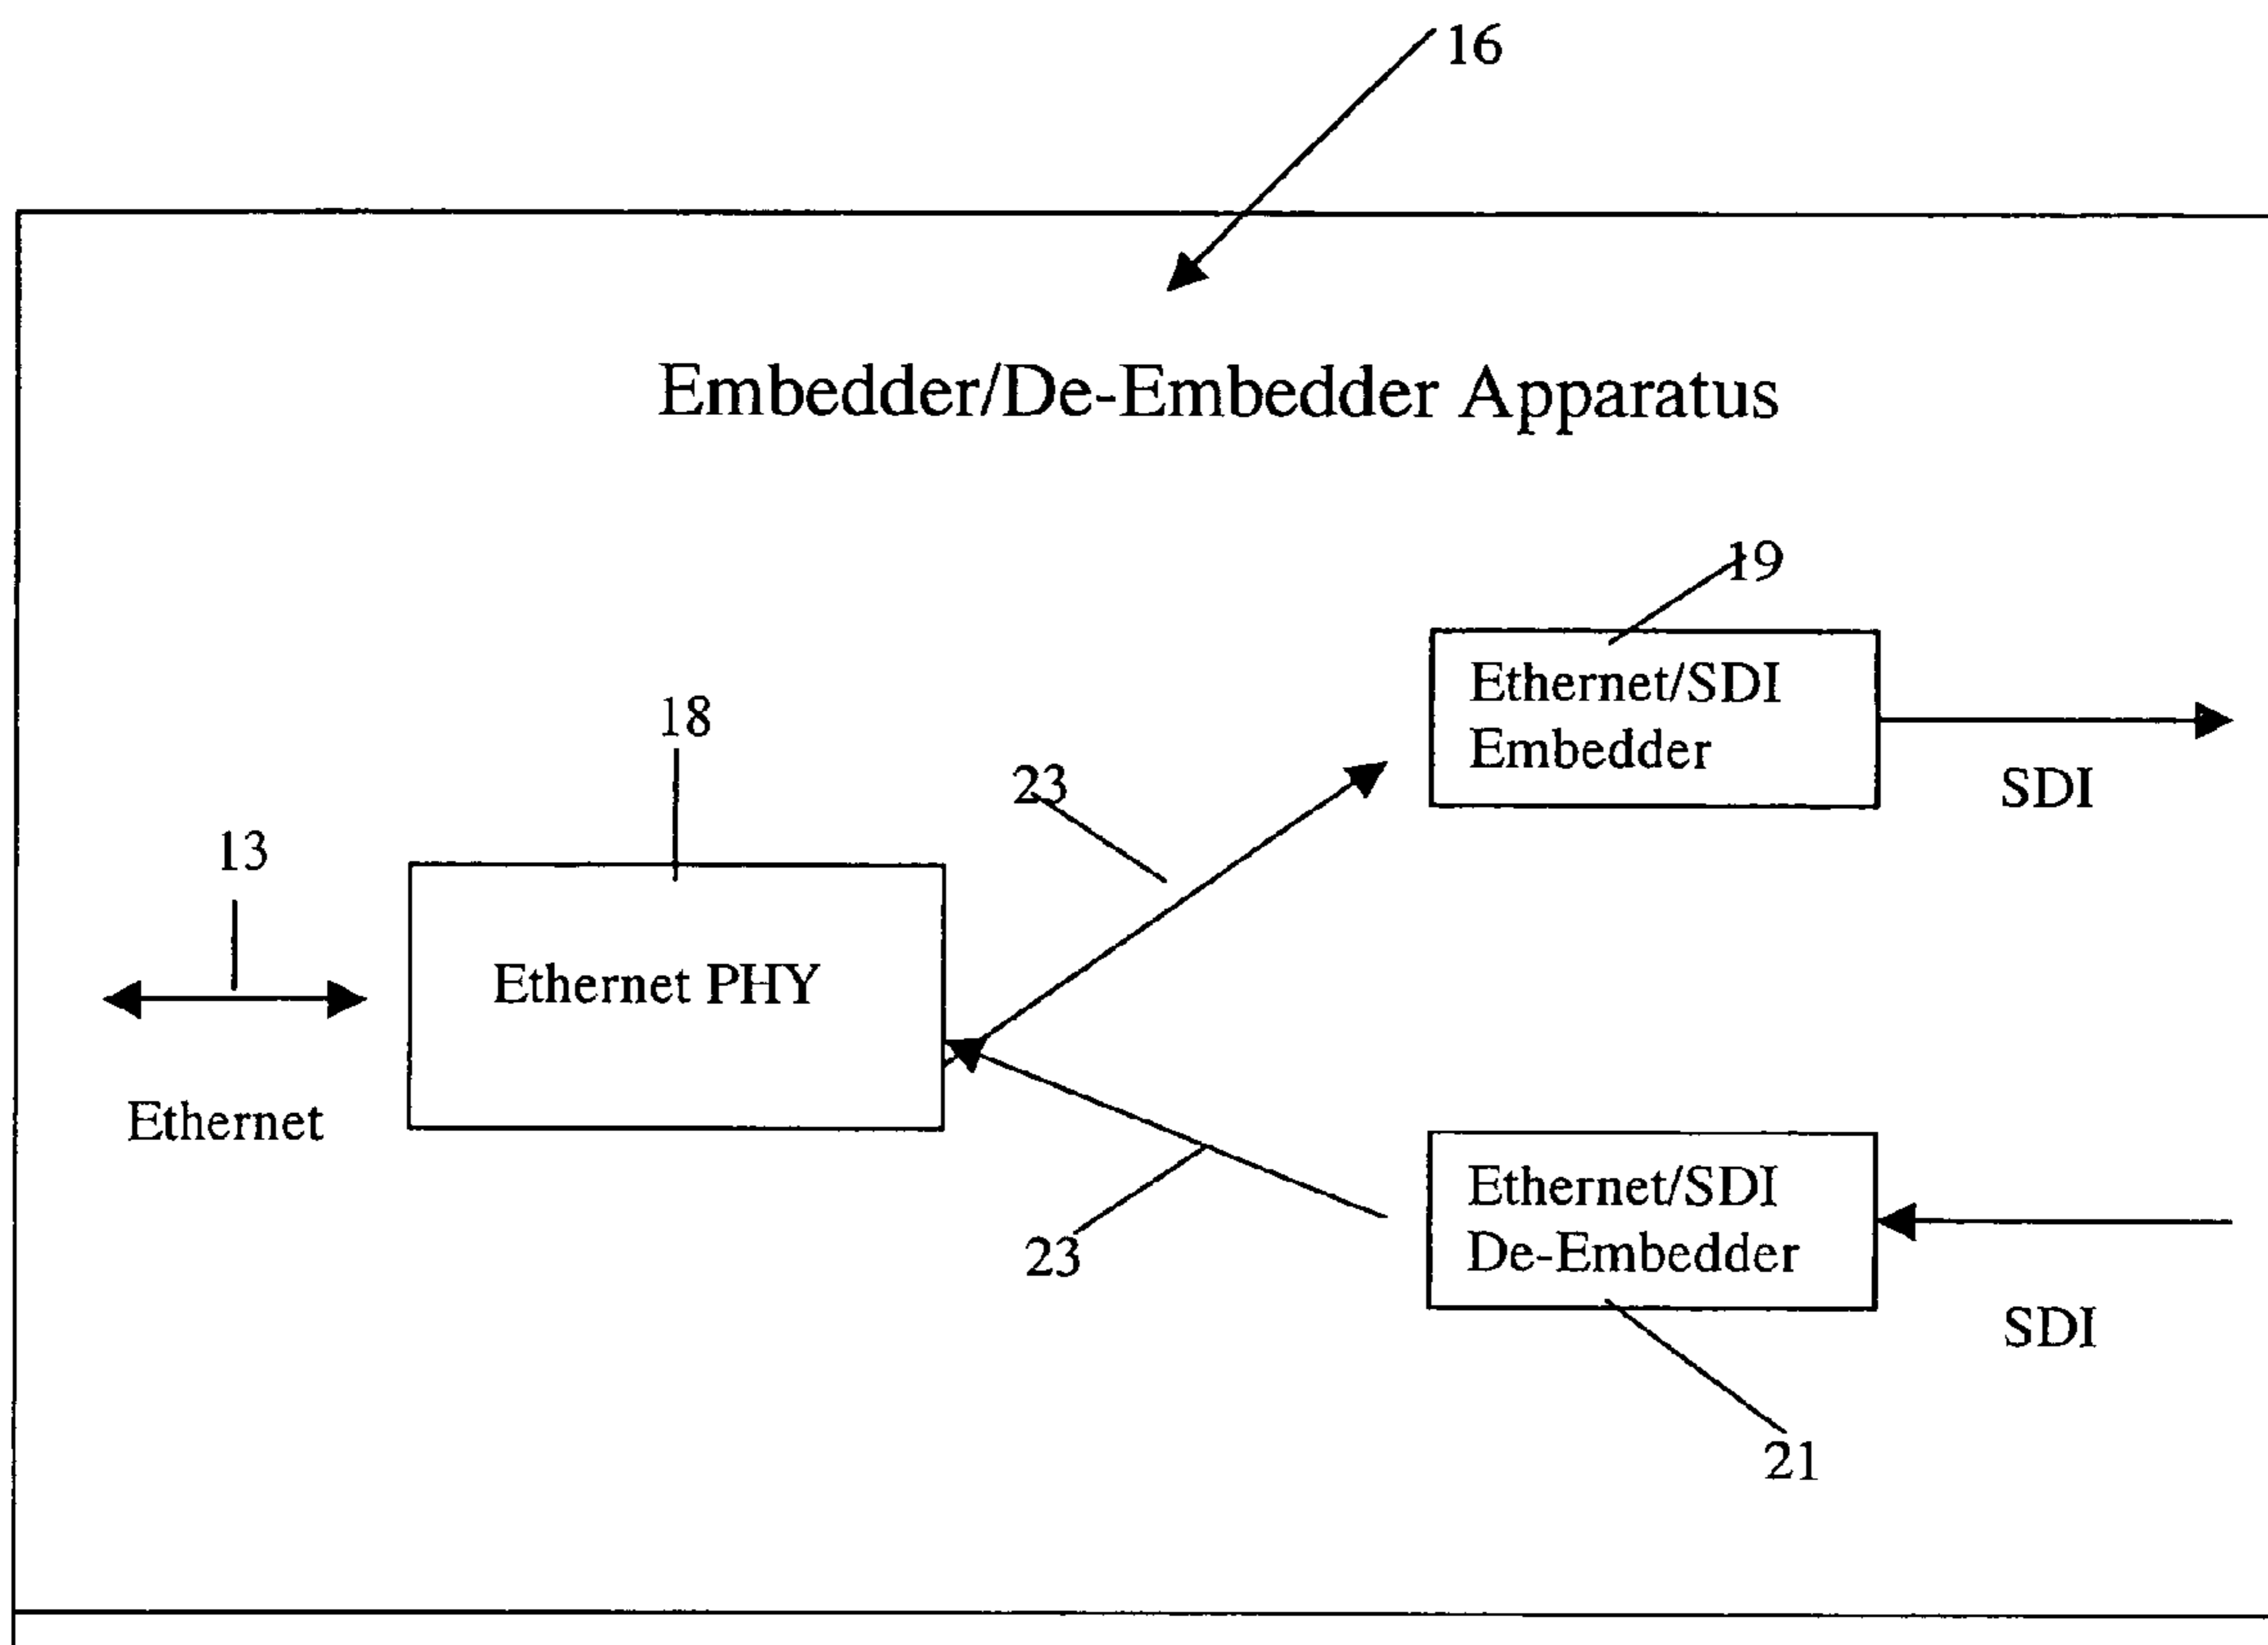 16
Embedder/De-Embedder Apparatus
19
Ethernet/SDI
Embedder
SDI
18
23
13
Ethernet PHY
Ethernet
23
Ethernet/SDI
De-Embedder
SDI
21